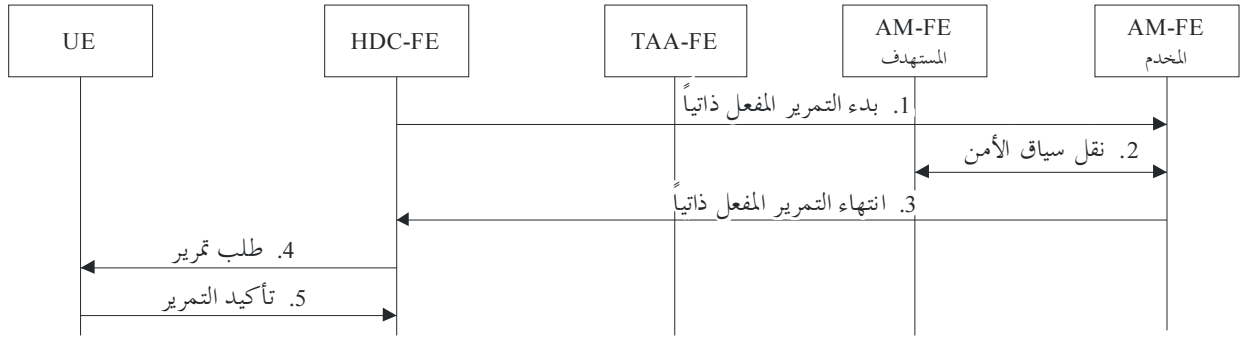 UE
HDC-FE
TAA-FE
AM-FE
المستهدف
AM-FE
المخدم
1. بدء التمرير المفعل ذاتياً
2. نقل سياق الأمن
3. انتهاء التمرير المفعل ذاتياً
4. طلب تمرير
5. تأكيد التمرير